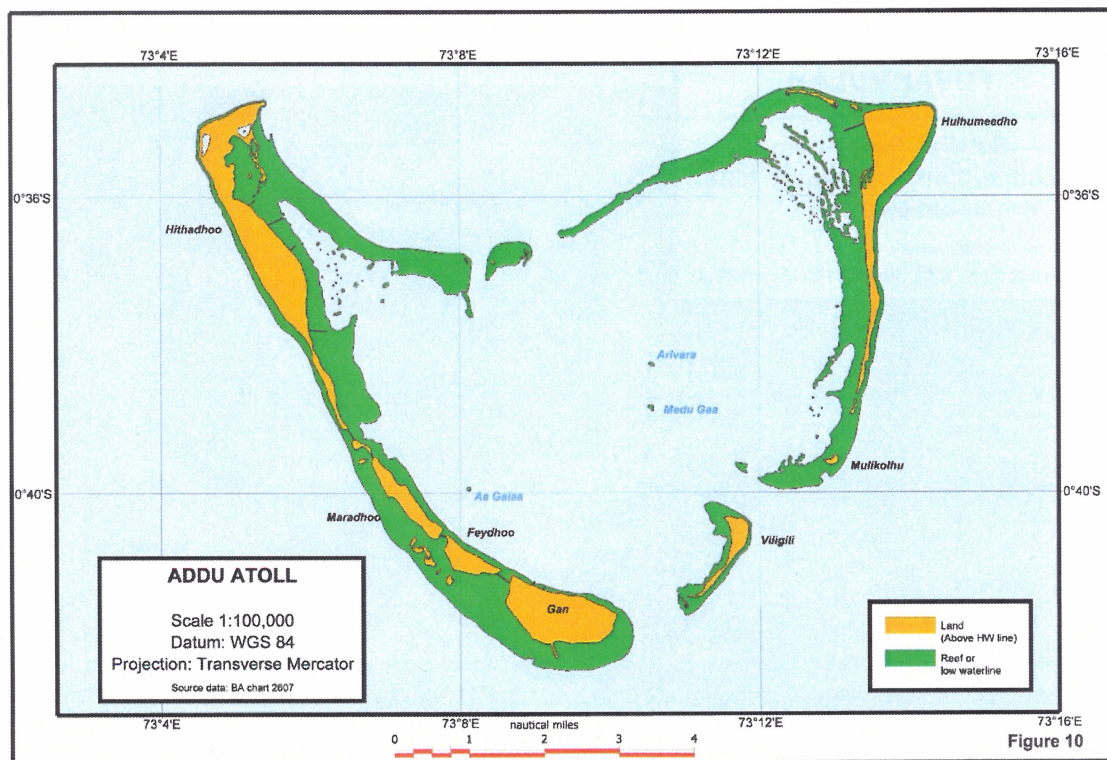 73°4'E
73°8'E
73°12'E
73°16'E
Hulhumeedho
0°36'S
0°36'S
Hithadhoo
Arivara
Medu Gaa
Mulikolhu
0°40'S
0°40'S
Aa Galaa
Maradhoo
Feydhoo
Viligili
Gan
ADDU ATOLL
Scale 1:100,000
Datum: WGS 84
Projection: Transverse Mercator
Source data: BA chart 2607
Land
(Above HW line)
Reef or
low waterline
73°4'E
73°8'E
73°12'E
73°16'E
nautical miles
0 1 2 3 4
Figure 10